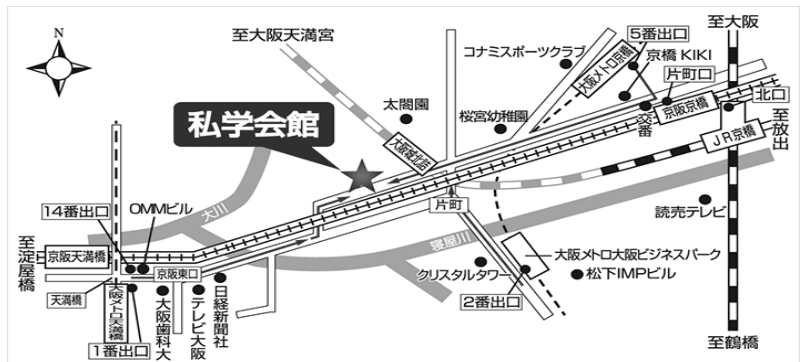 N
至大阪天満宮
コナミスポーツクラブ
5番出口
至大阪
大阪メトロ京橋
京橋 KIKI
片町口
北口
太閤園
桜宮幼稚園
交番
京阪京橋
至放出
私学会館
大阪城北詰
JR京橋
大川
片町
読売テレビ
14番出口
OMMビル
寝屋川
至淀屋橋
京阪天満橋
京阪東口
天満橋
大阪メトロ天満橋
1番出口
大阪歯科大
テレビ大阪
日経新聞社
クリスタルタワー
2番出口
大阪メトロ大阪ビジネスパーク
松下IMPビル
至鶴橋